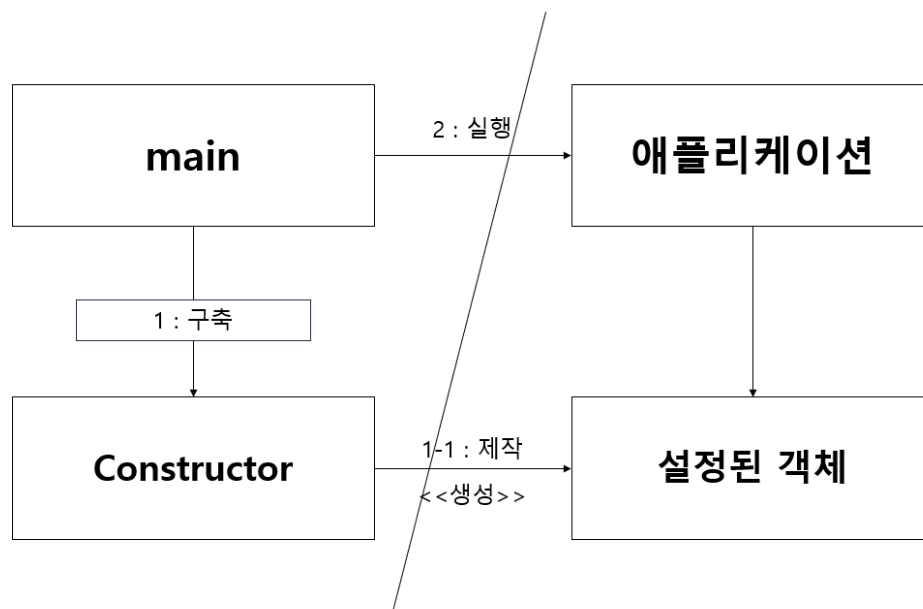 main
2 : 실행
애플리케이션
1 : 구축
Constructor
1-1 : 제작
<<생성>>
설정된 객체